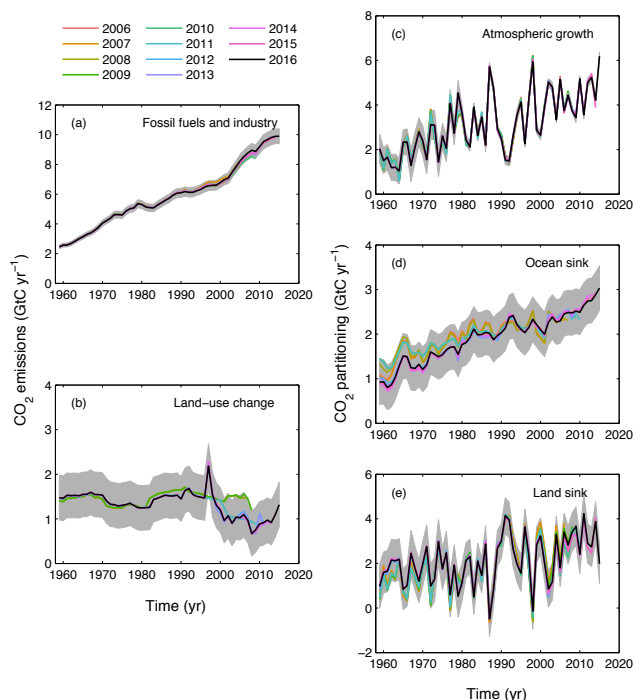 2006 2010 2014
2007 2011 2015
2008 2012 2016
2009 2013
(a) Fossil fuels and industry
12
10
8
6
4
2
0
1960 1970 1980 1990 2000 2010 2020
(b) Land−use change
4
3
2
1
0
1960 1970 1980 1990 2000 2010 2020
CO2 emissions (GtC yr−1)
Time (yr)
(c) Atmospheric growth
8
6
4
2
0
1960 1970 1980 1990 2000 2010 2020
(d) Ocean sink
4
3
2
1
0
1960 1970 1980 1990 2000 2010 2020
CO2 partitioning (GtC yr−1)
(e) Land sink
6
4
2
0
−2
1960 1970 1980 1990 2000 2010 2020
Time (yr)